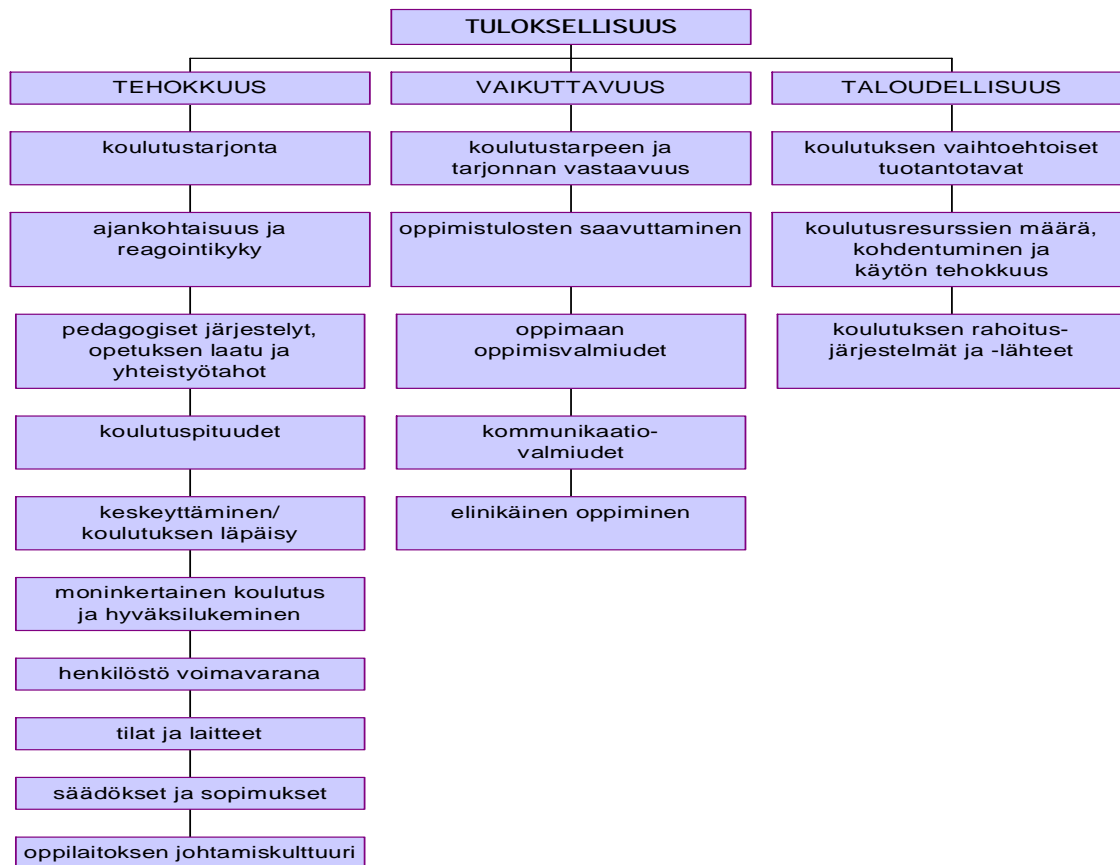 TULOKSELLISUUS
TEHOKKUUS
koulutustarjonta
ajankohtaisuus ja
reagointikyky
pedagogiset järjestelyt,
opetuksen laatu ja
yhteistyötahot
koulutuspituudet
keskeyttäminen/
koulutuksen läpäisy
moninkertainen koulutus
ja hyväksilukeminen
henkilöstö voimavarana
tilat ja laitteet
säädökset ja sopimukset
oppilaitoksen johtamiskulttuuri
VAIKUTTAVUUS
koulutustarpeen ja
tarjonnan vastaavuus
oppimistulosten saavuttaminen
oppimaan
oppimisvalmiudet
kommunikaatio-
valmiudet
elinikäinen oppiminen
TALOUDELLISUUS
koulutuksen vaihtoehtoiset
tuotantotavat
koulutusresurssien määrä,
kohdentuminen ja
käytön tehokkuus
koulutuksen rahoitus-
järjestelmät ja -lähteet